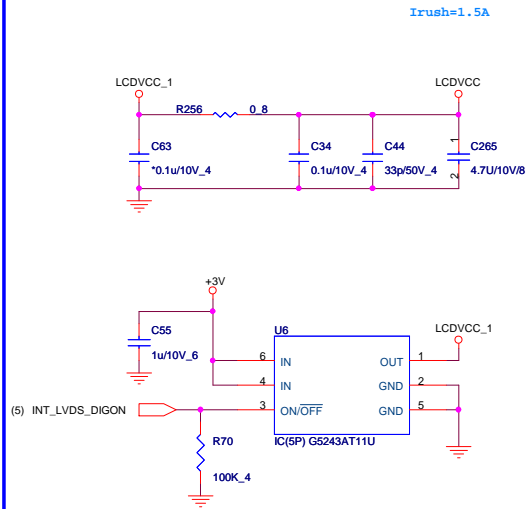 Irush=1.5A
LCDVCC_1
LCDVCC
R256 0_8
C63
*0.1u/10V_4
C34
0.1u/10V_4
C44
33p/50V_4
1
2
C265
4.7U/10V/8
+3V
C55
1u/10V_6
U6
LCDVCC_1
6 IN OUT 1
4 IN GND 2
(5) INT_LVDS_DIGON 3 ON/OFF GND 5
IC(5P) G5243AT11U
R70
100K_4